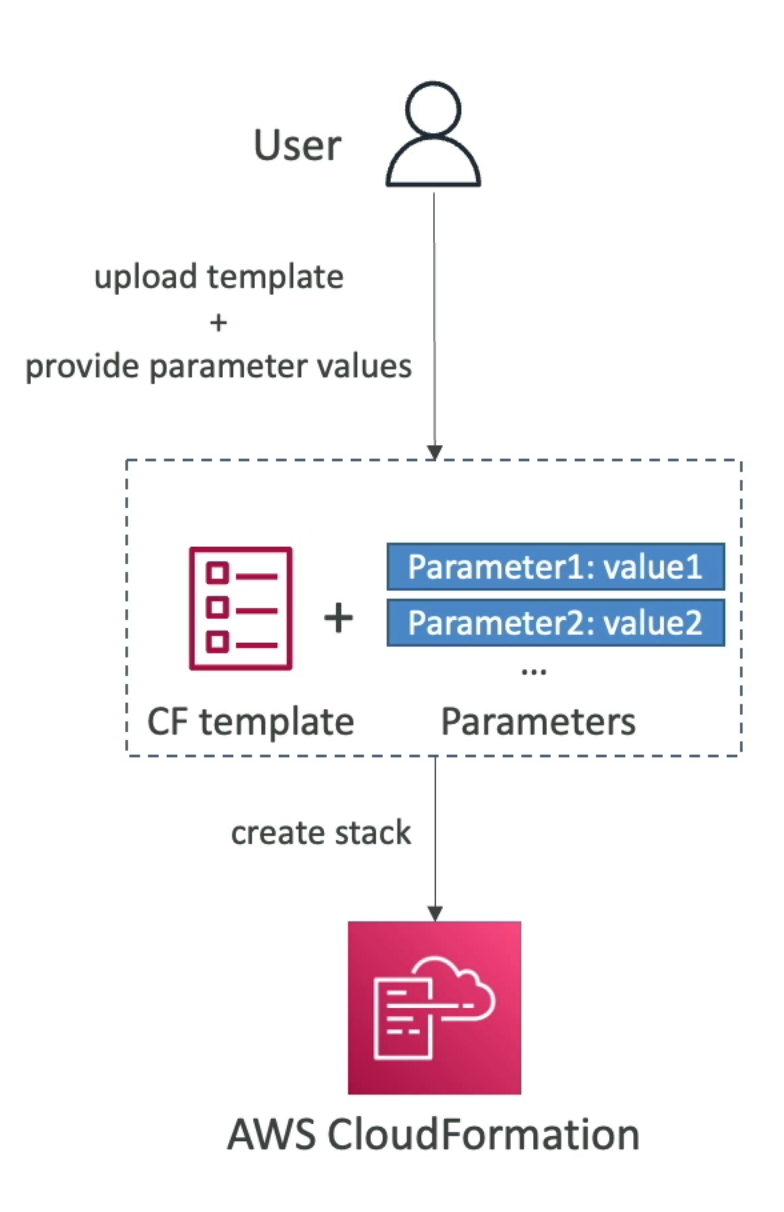 User
upload template
+
provide parameter values
Parameter1: value1
+
Parameter2: value2
...
CF template
Parameters
create stack
AWS CloudFormation